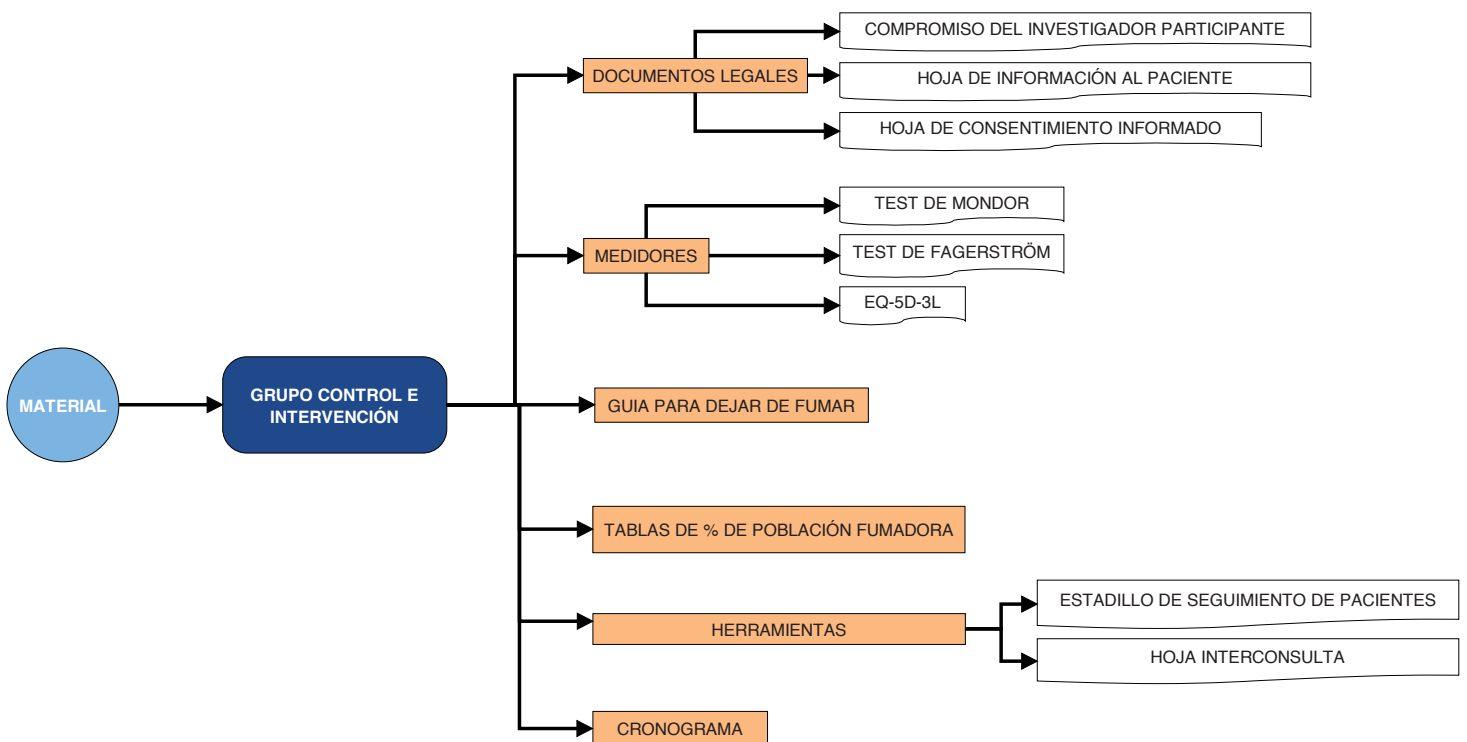 MATERIAL
GRUPO CONTROL E
INTERVENCIÓN
DOCUMENTOS LEGALES
COMPROMISO DEL INVESTIGADOR PARTICIPANTE
HOJA DE INFORMACIÓN AL PACIENTE
HOJA DE CONSENTIMIENTO INFORMADO
MEDIDORES
TEST DE MONDOR
TEST DE FAGERSTRÖM
EQ-5D-3L
GUIA PARA DEJAR DE FUMAR
TABLAS DE % DE POBLACIÓN FUMADORA
HERRAMIENTAS
ESTADILLO DE SEGUIMIENTO DE PACIENTES
HOJA INTERCONSULTA
CRONOGRAMA